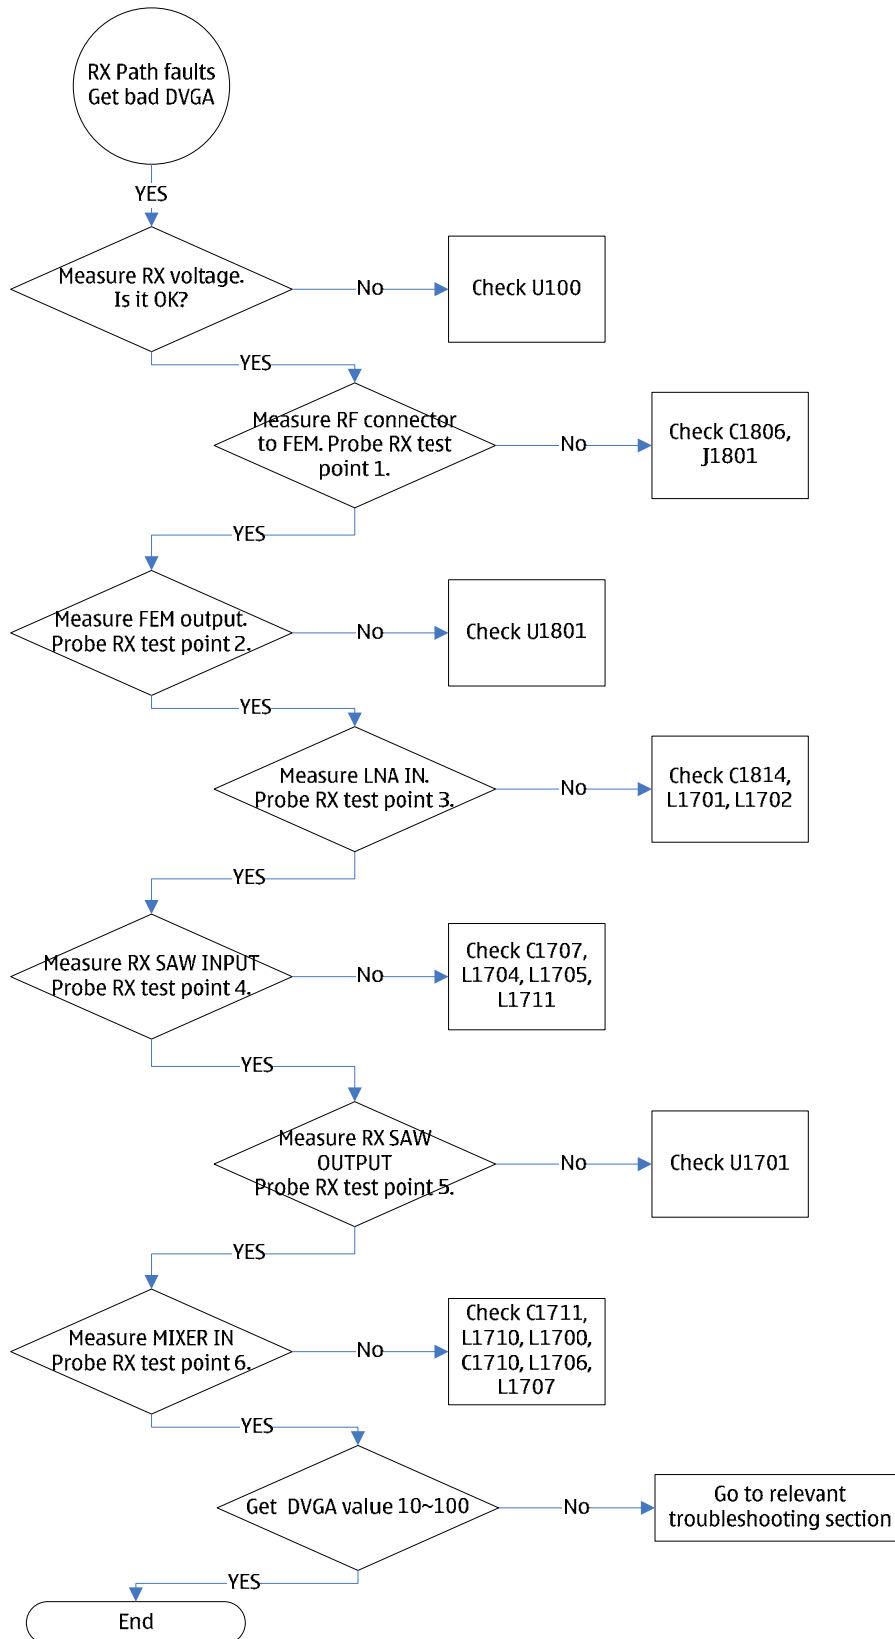 RX Path faults
Get bad DVGA
YES
Measure RX voltage.
Is it OK?
No
Check U100
YES
Measure RF connector
to FEM. Probe RX test
point 1.
No
Check C1806,
J1801
YES
Measure FEM output.
Probe RX test point 2.
No
Check U1801
YES
Measure LNA IN.
Probe RX test point 3.
No
Check C1814,
L1701, L1702
YES
Measure RX SAW INPUT
Probe RX test point 4.
No
Check C1707,
L1704, L1705,
L1711
YES
Measure RX SAW
OUTPUT
Probe RX test point 5.
No
Check U1701
YES
Measure MIXER IN
Probe RX test point 6.
No
Check C1711,
L1710, L1700,
C1710, L1706,
L1707
YES
Get DVGA value 10~100
No
Go to relevant
troubleshooting section
YES
End